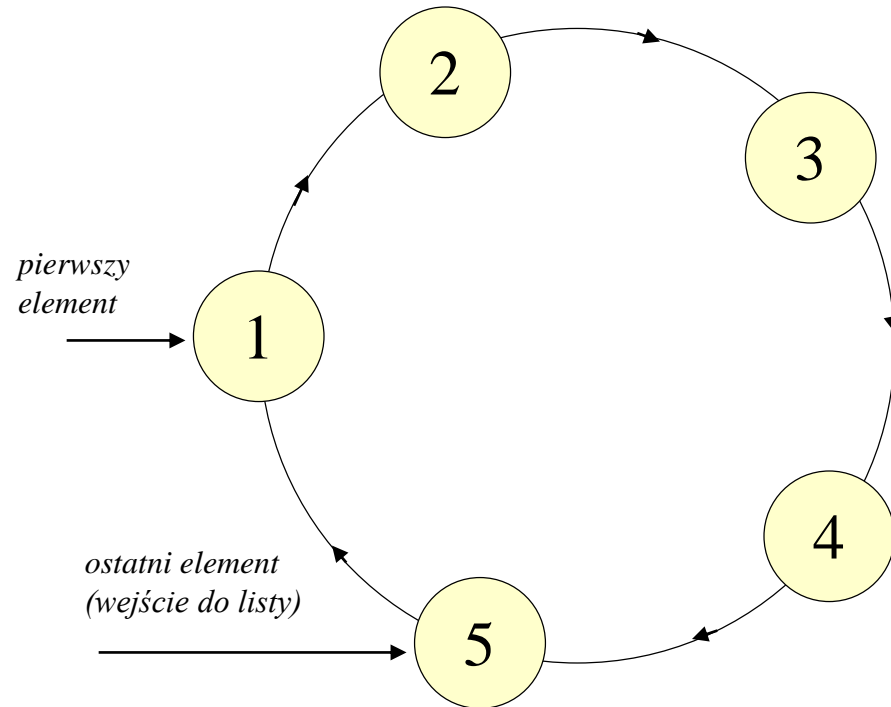 2
3
pierwszy
element
1
4
ostatni element
(wejście do listy)
5